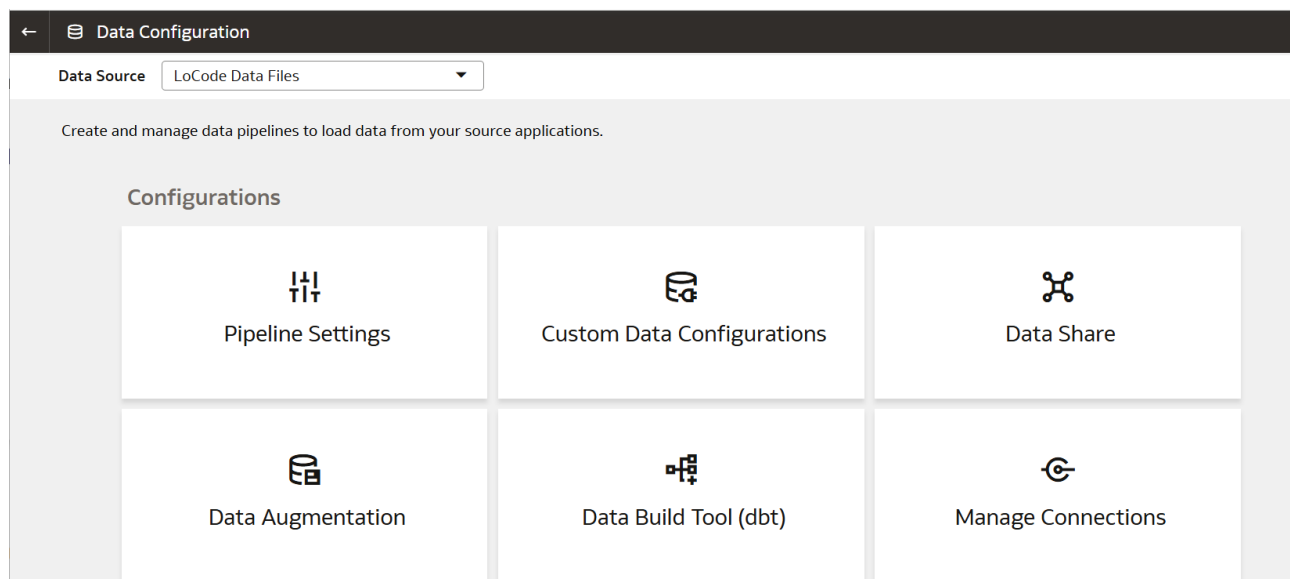 Data Configuration
Data Source LoCode Data Files
Create and manage data pipelines to load data from your source applications.
Configurations
Pipeline Settings Custom Data Configurations Data Share
Data Augmentation Data Build Tool (dbt) Manage Connections